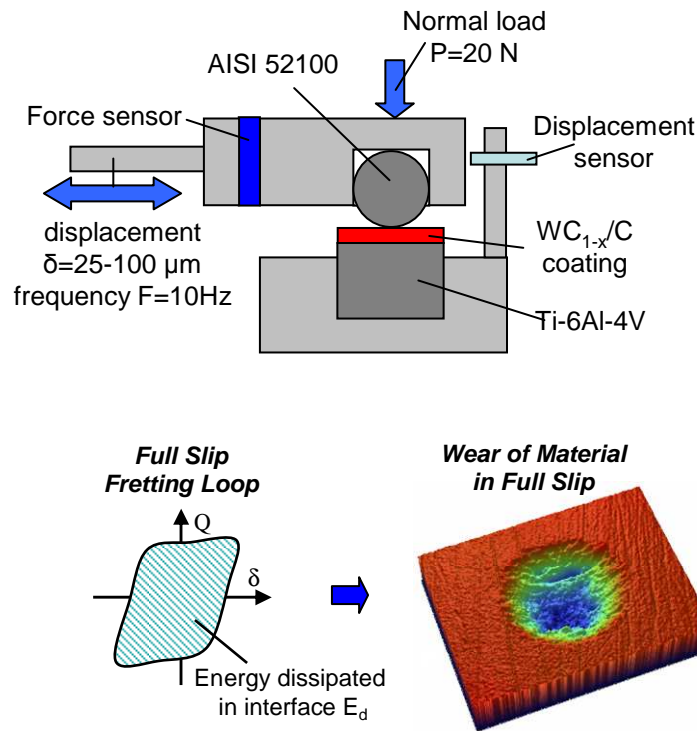 Normal load
P=20 N
AISI 52100
Force sensor
Displacement
sensor
displacement
δ=25-100 µm
frequency F=10Hz
WC1-x/C
coating
Ti-6Al-4V
Full Slip
Fretting Loop
Wear of Material
in Full Slip
Q
δ
Energy dissipated
in interface Ed